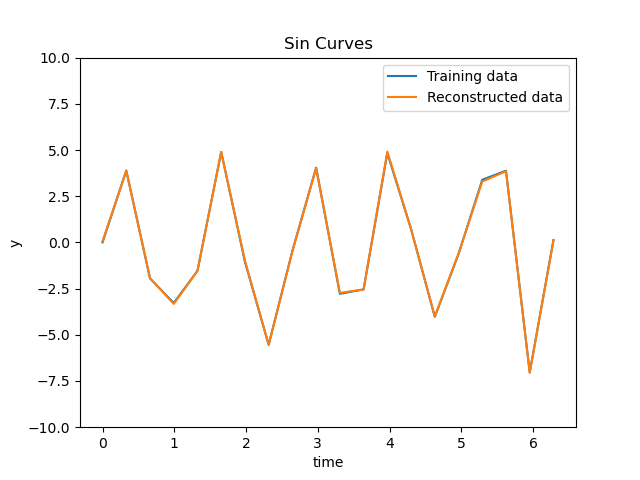 Sin Curves
Training data
Reconstructed data
10.0
7.5
5.0
2.5
0.0
−2.5
−5.0
−7.5
−10.0
y
0 1 2 3 4 5 6
time